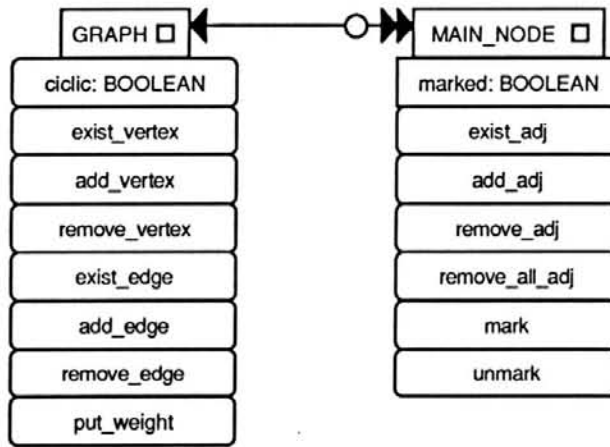 GRAPH
ciclic: BOOLEAN
exist_vertex
add_vertex
remove_vertex
exist_edge
add_edge
remove_edge
put_weight
MAIN_NODE
marked: BOOLEAN
exist_adj
add_adj
remove_adj
remove_all_adj
mark
unmark